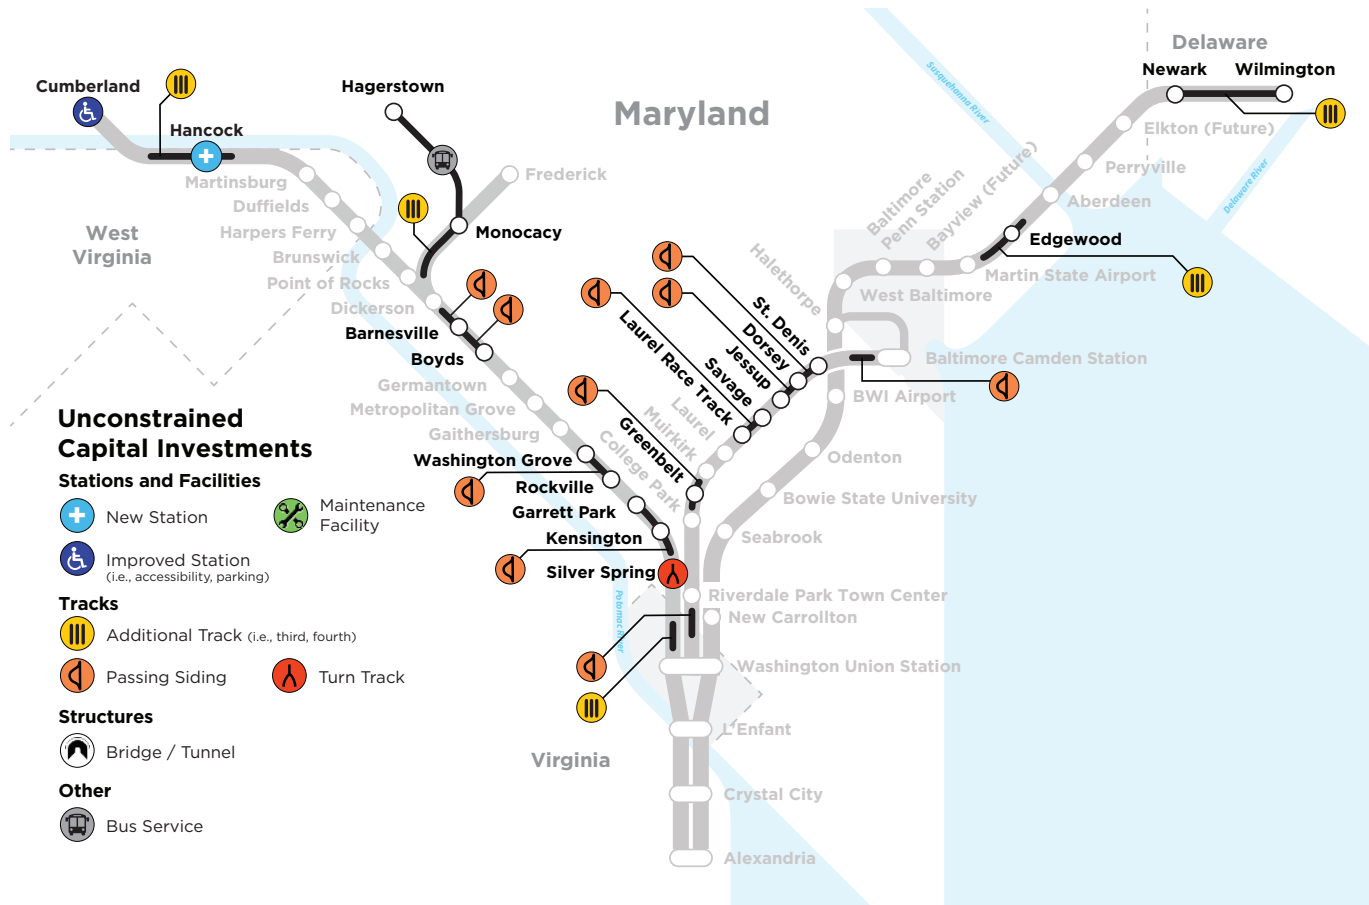 Delaware
Newark
Wilmington
Cumberland
Hagerstown
Maryland
Susquehanna River
Elkton (Future)
Hancock
Perryville
Delaware River
Martinsburg
Frederick
Aberdeen
Duffields
Baltimore
Penn Station
Bayview (Future)
West
Virginia
Harpers Ferry
Monocacy
Edgewood
Brunswick
Halethorpe
Martin State Airport
Point of Rocks
West Baltimore
Dickerson
Barnesville
St. Denis
Dorsey
Jessup
Savage
Laurel Race Track
Boyds
Baltimore Camden Station
Germantown
BWI Airport
Metropolitan Grove
Laurel
Muirkirk
Greenbelt
College Park
Gaithersburg
Odenton
Washington Grove
Rockville
Bowie State University
Garrett Park
Kensington
Seabrook
Silver Spring
Riverdale Park Town Center
New Carrollton
Potomac River
Washington Union Station
L'Enfant
Virginia
Crystal City
Alexandria
Unconstrained
Capital Investments
Stations and Facilities
New Station
Maintenance
Facility
Improved Station
(i.e., accessibility, parking)
Tracks
Additional Track (i.e., third, fourth)
Passing Siding
Turn Track
Structures
Bridge / Tunnel
Other
Bus Service